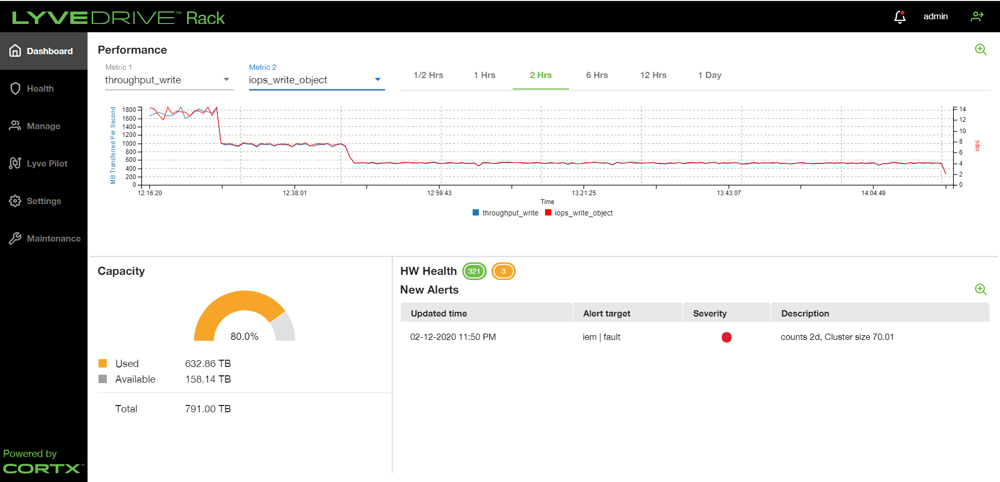 LYVEDRIVE™ Rack
admin
Dashboard
Health
Manage
Lyve Pilot
Settings
Maintenance
Powered by
CORTX™
Performance
Metric 1
throughput_write
Metric 2
iops_write_object
1/2 Hrs 1 Hrs 2 Hrs 6 Hrs 12 Hrs 1 Day
MB Transferred Per Second
1800
1600
1400
1200
1000
800
600
400
200
0
14
12
10
8
6
4
2
0
iops
12:16:20 12:38:01 12:59:43 13:21:25 13:43:07 14:04:49
Time
throughput_write iops_write_object
Capacity
80.0%
Used 632.86 TB
Available 158.14 TB
Total 791.00 TB
HW Health 321 3
New Alerts
Updated time Alert target Severity Description
02-12-2020 11:50 PM iem | fault counts 2d, Cluster size 70.01